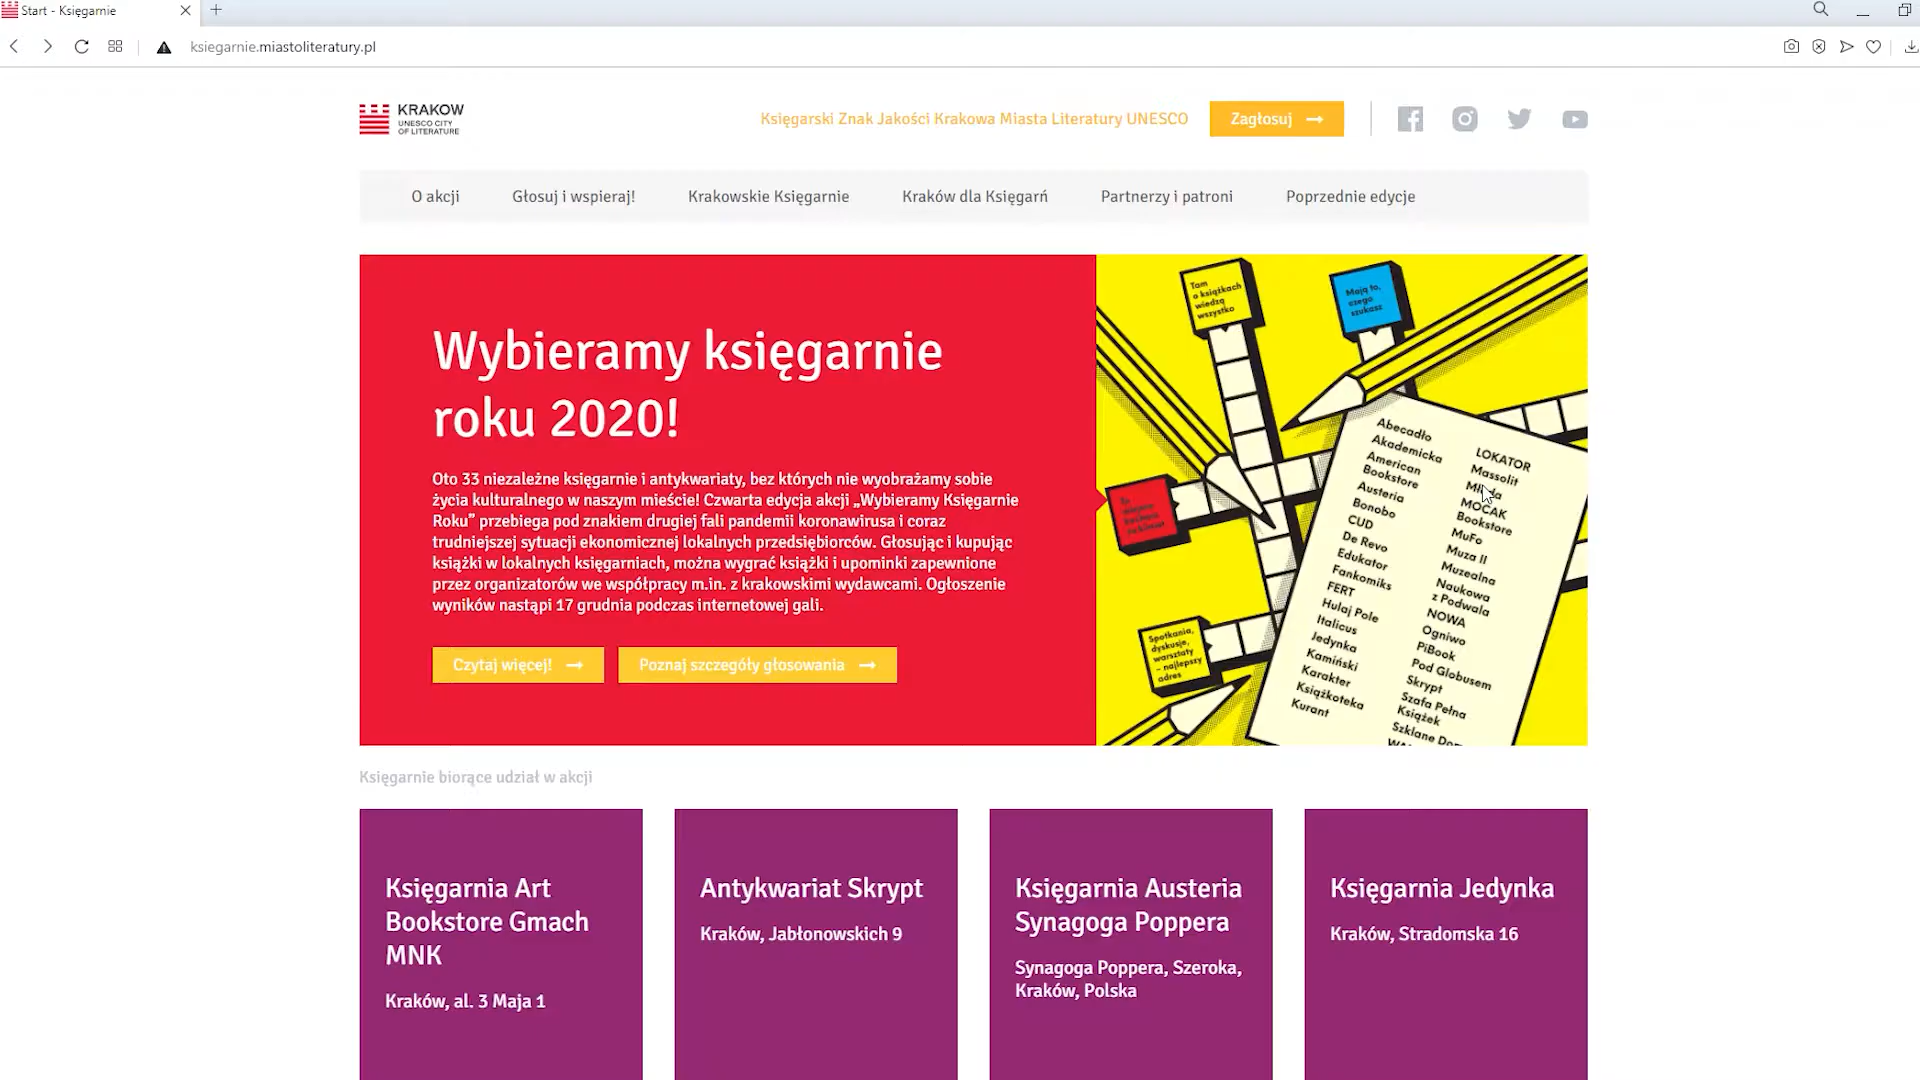 Start - Księgarnie
ksiegarnie.miastoliteratury.pl
KRAKOW
UNESCO CITY
OF LITERATURE
Księgarski Znak Jakości Krakowa Miasta Literatury UNESCO
Zagłosuj
O akcji
Głosuj i wspieraj!
Krakowskie Księgarnie
Kraków dla Księgarń
Partnerzy i patroni
Poprzednie edycje
Wybieramy księgarnie
roku 2020!
Oto 33 niezależne księgarnie i antykwariaty, bez których nie wyobrażamy sobie
życia kulturalnego w naszym mieście! Czwarta edycja akcji „Wybieramy Księgarnie
Roku” przebiega pod znakiem drugiej fali pandemii koronawirusa i coraz
trudniejszej sytuacji ekonomicznej lokalnych przedsiębiorców. Głosując i kupując
książki w lokalnych księgarniach, można wygrać książki i upominki zapewnione
przez organizatorów we współpracy m.in. z krakowskimi wydawcami. Ogłoszenie
wyników nastąpi 17 grudnia podczas internetowej gali.
Czytaj więcej!
Poznaj szczegóły głosowania
Tam
o książkach
wiedzą
wszystko
Mają to,
czego
szukasz
Spotkania,
dyskusje,
warsztaty
– najlepszy
adres
Abecadło
Akademicka
American
Bookstore
Austeria
Bonobo
CUD
De Revo
Edukator
Fankomiks
FERT
Hulaj Pole
Italicus
Jedynka
Kamiński
Karakter
Książkoteka
Kurant
LOKATOR
Massolit
MOCAK
Bookstore
MuFo
Muza II
Muzealna
Naukowa
z Podwala
NOWA
Ogniwo
PiBook
Pod Globusem
Skrypt
Szafa Pełna
Książek
Szklane
Księgarnie biorące udział w akcji
Księgarnia Art
Bookstore Gmach
MNK
Kraków, al. 3 Maja 1
Antykwariat Skrypt
Kraków, Jabłonowskich 9
Księgarnia Austeria
Synagoga Poppera
Synagoga Poppera, Szeroka,
Kraków, Polska
Księgarnia Jedynka
Kraków, Stradomska 16